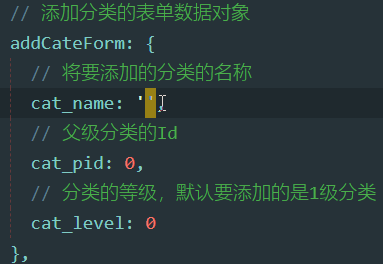 // 添加分类的表单数据对象
addCateForm: {
// 将要添加的分类的名称
cat_name: '',
// 父级分类的Id
cat_pid: 0,
// 分类的等级，默认要添加的是1级分类
cat_level: 0
},